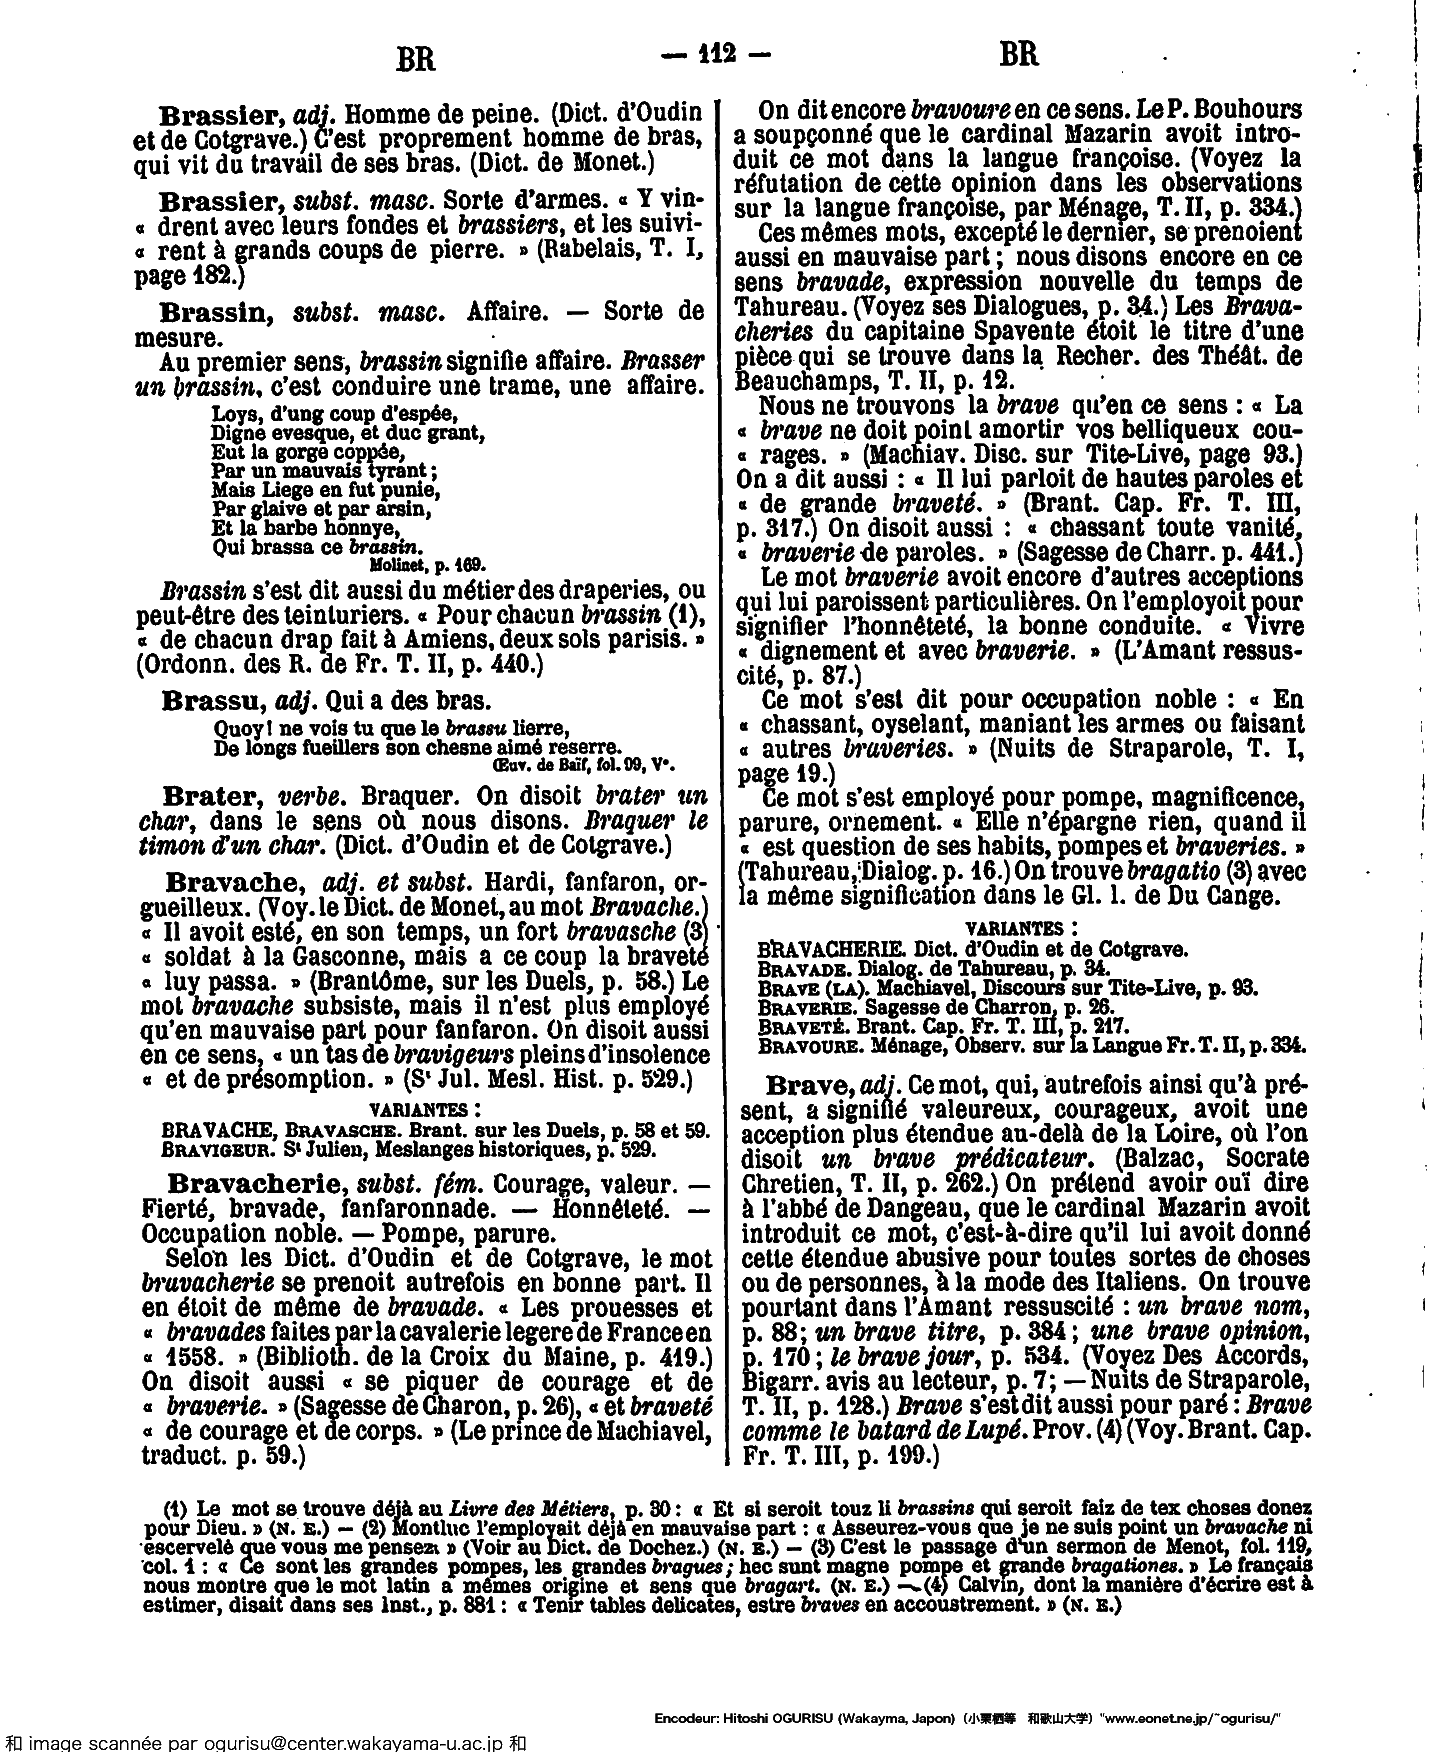 BR — 112 — BR
Brassier, adj. Homme de peine. (Dict. d'Oudin
et de Cotgrave.) C'est proprement homme de bras,
qui vit du travail de ses bras. (Dict. de Monet.)
Brassier, subst. masc. Sorte d'armes. « Y vin-
« drent avec leurs fondes et brassiers, et les suivi-
« rent à grands coups de pierre. » (Rabelais, T. I,
page 182.)
Brassin, subst. masc. Affaire. — Sorte de
mesure.
Au premier sens, brassin signifie affaire. Brasser
un brassin, c'est conduire une trame, une affaire.
Loys, d'ung coup d'espée,
Digne evesque, et duc grant,
Eut la gorge coppée,
Par un mauvais tyrant ;
Mais Liege en fut punie,
Par glaive et par arsin,
Et la barbe honnye,
Qui brassa ce brassin.
Molinet, p. 169.
Brassin s'est dit aussi du métier des draperies, ou
peut-être des teinturiers. « Pour chacun brassin (1),
« de chacun drap fait à Amiens, deux sols parisis. »
(Ordonn. des R. de Fr. T. II, p. 440.)
Brassu, adj. Qui a des bras.
Quoy! ne vois tu que le brassu lierre,
De longs fueillers son chesne aimé reserre.
Œuv. de Baïf, fol. 99, V°.
Brater, verbe. Braquer. On disoit brater un
char, dans le sens où nous disons. Braquer le
timon d'un char. (Dict. d'Oudin et de Cotgrave.)
Bravache, adj. et subst. Hardi, fanfaron, or-
gueilleux. (Voy. le Dict. de Monet, au mot Bravache.)
« Il avoit esté, en son temps, un fort bravasche (3)
« soldat à la Gasconne, mais a ce coup la braveté
« luy passa. » (Brantôme, sur les Duels, p. 58.) Le
mot bravache subsiste, mais il n'est plus employé
qu'en mauvaise part pour fanfaron. On disoit aussi
en ce sens, « un tas de bravigeurs pleins d'insolence
« et de présomption. » (St Jul. Mesl. Hist. p. 529.)
VARIANTES :
BRAVACHE, BRAVASCHE. Brant. sur les Duels, p. 58 et 59.
BRAVIGEUR. St Julien, Meslanges historiques, p. 529.
Bravacherie, subst. fém. Courage, valeur. —
Fierté, bravade, fanfaronnade. — Honnêteté. —
Occupation noble. — Pompe, parure.
Selon les Dict. d'Oudin et de Cotgrave, le mot
bravacherie se prenoit autrefois en bonne part. Il
en étoit de même de bravade. « Les prouesses et
« bravades faites par la cavalerie legere de France en
« 1558. » (Biblioth. de la Croix du Maine, p. 419.)
On disoit aussi « se piquer de courage et de
« braverie. » (Sagesse de Charon, p. 26), « et braveté
« de courage et de corps. » (Le prince de Machiavel,
traduct. p. 59.)
On dit encore bravoure en ce sens. Le P. Bouhours
a soupçonné que le cardinal Mazarin avoit intro-
duit ce mot dans la langue françoise. (Voyez la
réfutation de cette opinion dans les observations
sur la langue françoise, par Ménage, T. II, p. 334.)
Ces mêmes mots, excepté le dernier, se prenoient
aussi en mauvaise part ; nous disons encore en ce
sens bravade, expression nouvelle du temps de
Tahureau. (Voyez ses Dialogues, p. 34.) Les Brava-
cheries du capitaine Spavente étoit le titre d'une
pièce qui se trouve dans la Recher. des Théât. de
Beauchamps, T. II, p. 12.
Nous ne trouvons la brave qu'en ce sens : « La
« brave ne doit point amortir vos belliqueux cou-
« rages. » (Machiav. Disc. sur Tite-Live, page 93.)
On a dit aussi : « Il lui parloit de hautes paroles et
« de grande braveté. » (Brant. Cap. Fr. T. III,
p. 317.) On disoit aussi : « chassant toute vanité,
« braverie de paroles. » (Sagesse de Charr. p. 441.)
Le mot braverie avoit encore d'autres acceptions
qui lui paroissent particulières. On l'employoit pour
signifier l'honnêteté, la bonne conduite. « Vivre
« dignement et avec braverie. » (L'Amant ressus-
cité, p. 87.)
Ce mot s'est dit pour occupation noble : « En
« chassant, oyselant, maniant les armes ou faisant
« autres braveries. » (Nuits de Straparole, T. I,
page 19.)
Ce mot s'est employé pour pompe, magnificence,
parure, ornement. « Elle n'épargne rien, quand il
« est question de ses habits, pompes et braveries. »
(Tahureau, Dialog. p. 16.) On trouve bragatio (3) avec
la même signification dans le Gl. l. de Du Cange.
VARIANTES :
BRAVACHERIE. Dict. d'Oudin et de Cotgrave.
BRAVADE. Dialog. de Tahureau, p. 34.
BRAVE (LA). Machiavel, Discours sur Tite-Live, p. 93.
BRAVERIE. Sagesse de Charron, p. 26.
BRAVETÉ. Brant. Cap. Fr. T. III, p. 217.
BRAVOURE. Ménage, Observ. sur la Langue Fr. T. II, p. 334.
Brave, adj. Ce mot, qui, autrefois ainsi qu'à pré-
sent, a signifié valeureux, courageux, avoit une
acception plus étendue au-delà de la Loire, où l'on
disoit un brave prédicateur. (Balzac, Socrate
Chretien, T. II, p. 262.) On prétend avoir ouï dire
à l'abbé de Dangeau, que le cardinal Mazarin avoit
introduit ce mot, c'est-à-dire qu'il lui avoit donné
cette étendue abusive pour toutes sortes de choses
ou de personnes, à la mode des Italiens. On trouve
pourtant dans l'Amant ressuscité : un brave nom,
p. 88; un brave titre, p. 384 ; une brave opinion,
p. 170 ; le brave jour, p. 534. (Voyez Des Accords,
Bigarr. avis au lecteur, p. 7; — Nuits de Straparole,
T. II, p. 128.) Brave s'est dit aussi pour paré : Brave
comme le batard de Lupé. Prov. (4) (Voy. Brant. Cap.
Fr. T. III, p. 199.)
(1) Le mot se trouve déjà au Livre des Métiers, p. 30 : « Et si seroit touz li brassins qui seroit faiz de tex choses donez
pour Dieu. » (N. E.) — (2) Montluc l'employait déjà en mauvaise part : « Asseurez-vous que je ne suis point un bravache ni
escervelé que vous me pensez » (Voir au Dict. de Dochez.) (N. E.) — (3) C'est le passage d'un sermon de Menot, fol. 119,
col. 1 : « Ce sont les grandes pompes, les grandes bragues ; hec sunt magne pompe et grande bragationes. » Le français
nous montre que le mot latin a mêmes origine et sens que bragart. (N. E.) — (4) Calvin, dont la manière d'écrire est à
estimer, disait dans ses Inst., p. 881 : « Tenir tables delicates, estre braves en accoustrement. » (N. E.)
Encodeur: Hitoshi OGURISU (Wakayma, Japon) (小栗栖等 和歌山大学) "www.eonet.ne.jp/~ogurisu/"
和 image scannée par ogurisu@center.wakayama-u.ac.jp 和